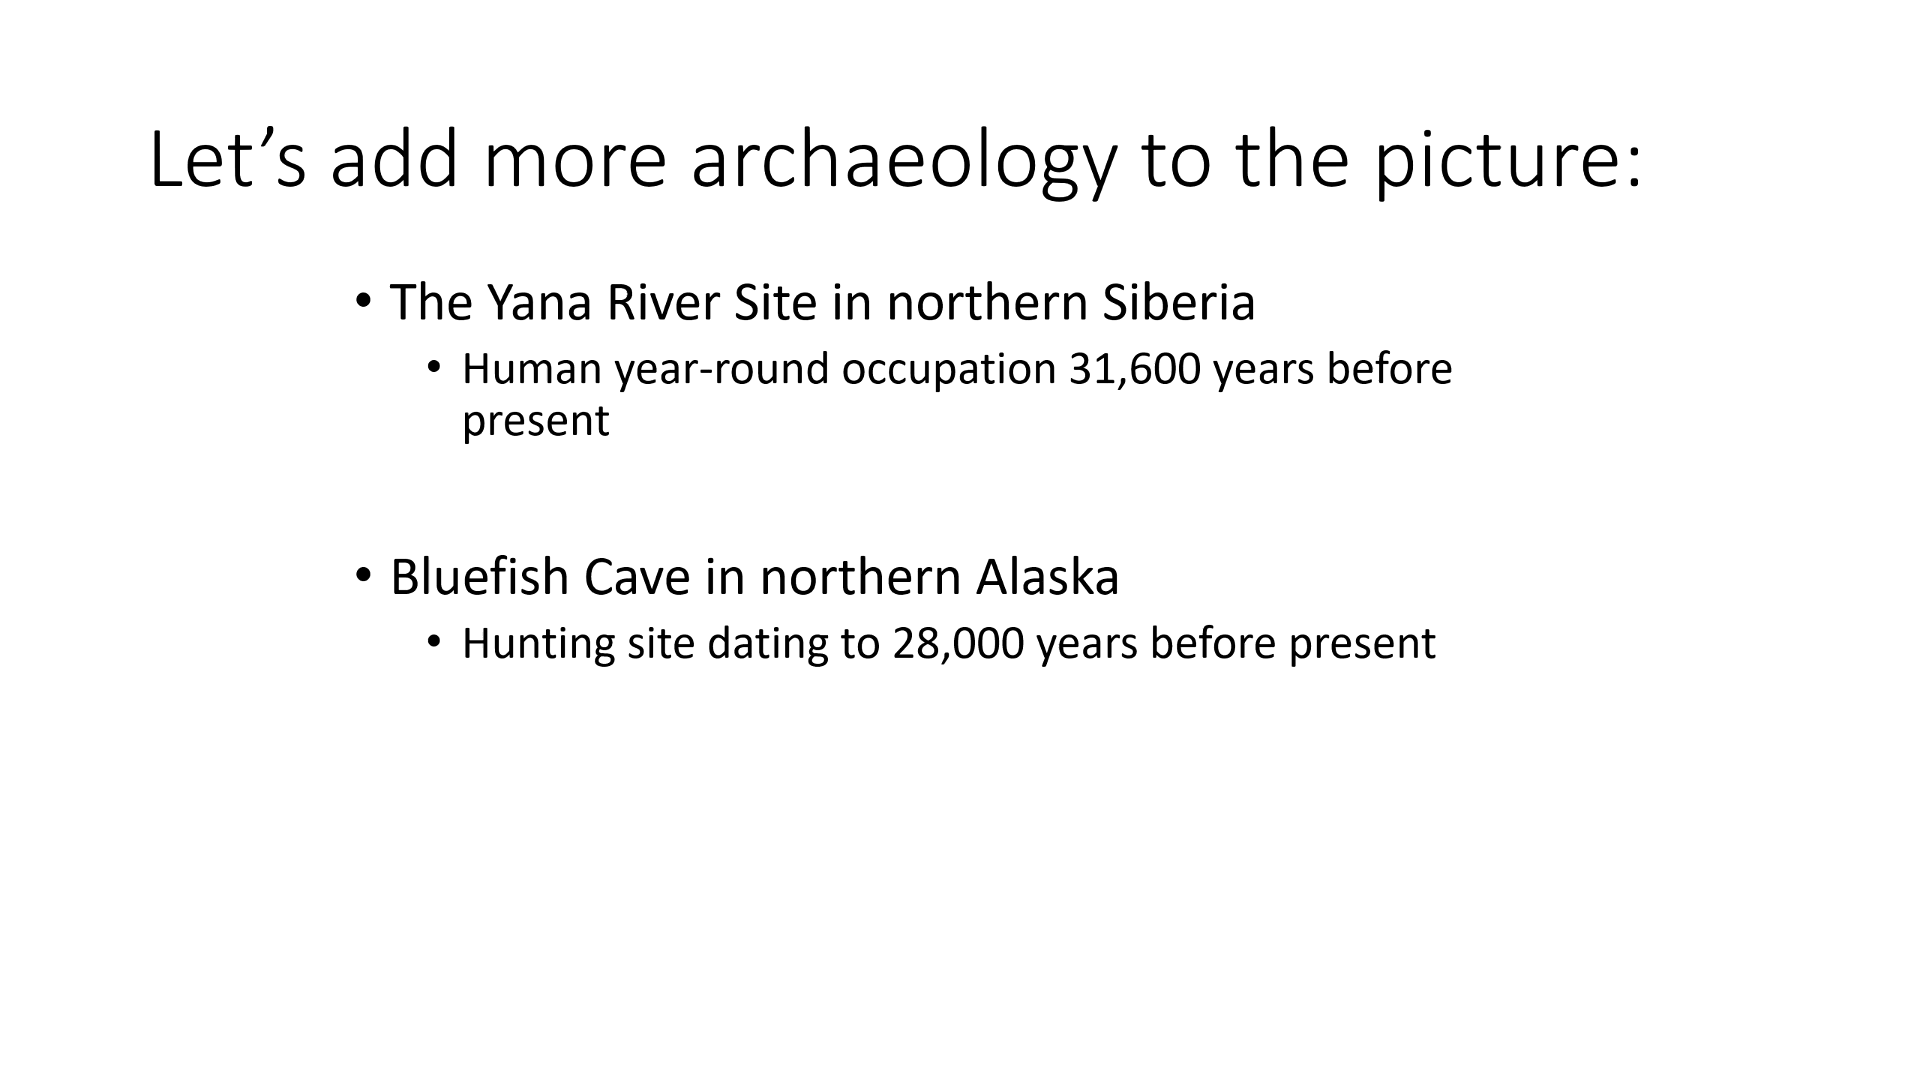 Let’s add more archaeology to the picture:
• The Yana River Site in northern Siberia
• Human year-round occupation 31,600 years before
present
• Bluefish Cave in northern Alaska
• Hunting site dating to 28,000 years before present